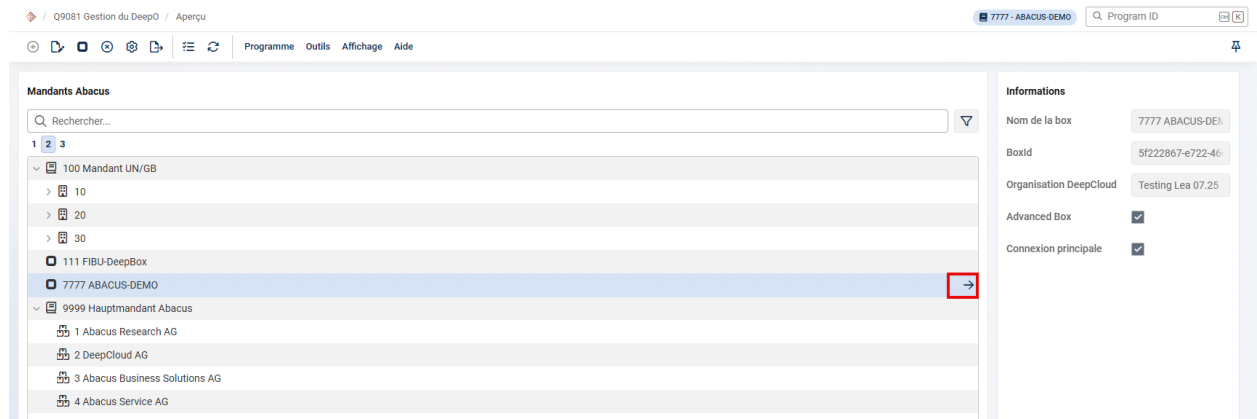 / Q9081 Gestion du DeepO / Aperçu
7777 - ABACUS-DEMO
Program ID
Ctrl K
Programme Outils Affichage Aide
Mandants Abacus
Rechercher...
1 2 3
100 Mandant UN/GB
10
20
30
111 FIBU-DeepBox
7777 ABACUS-DEMO
9999 Hauptmandant Abacus
1 Abacus Research AG
2 DeepCloud AG
3 Abacus Business Solutions AG
4 Abacus Service AG
Informations
Nom de la box 7777 ABACUS-DEM
BoxId 5f222867-e722-46
Organisation DeepCloud Testing Lea 07.25
Advanced Box
Connexion principale